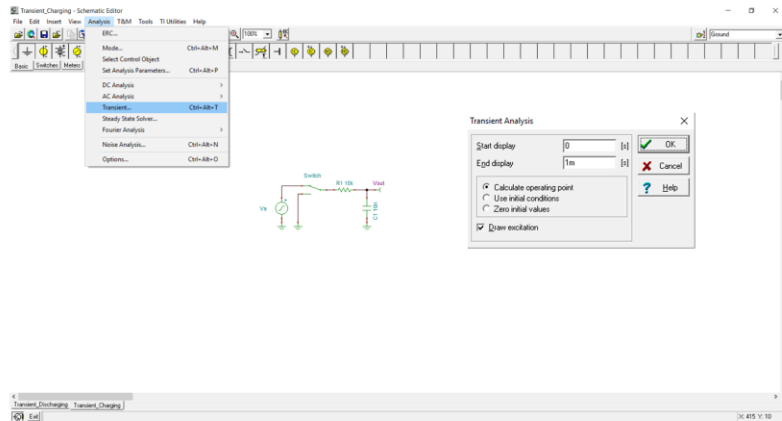 Transient_Charging - Schematic Editor
File Edit Insert View Analysis T&M Tools TI Utilities Help
100%
Ground
Basic Switches Meters
ERC...
Mode... Ctrl+Alt+M
Select Control Object
Set Analysis Parameters... Ctrl+Alt+P
DC Analysis
AC Analysis
Transient... Ctrl+Alt+T
Steady State Solver...
Fourier Analysis
Noise Analysis... Ctrl+Alt+N
Options... Ctrl+Alt+O
Transient Analysis
Start display 0 [s] OK
End display 1m [s] Cancel
Calculate operating point Help
Use initial conditions
Zero initial values
Draw excitation
Switch
R1 10k Vout
Vs
C1 10n
Transient_Discharging Transient_Charging
Exit X: 415 Y: 10